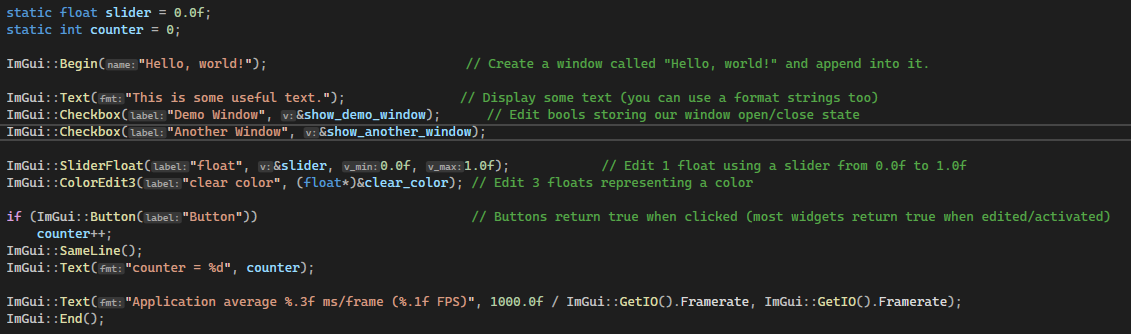 static float slider = 0.0f;
static int counter = 0;
ImGui::Begin(name:"Hello, world!"); // Create a window called "Hello, world!" and append into it.
ImGui::Text(fmt:"This is some useful text."); // Display some text (you can use a format strings too)
ImGui::Checkbox(label:"Demo Window", v:&show_demo_window); // Edit bools storing our window open/close state
ImGui::Checkbox(label:"Another Window", v:&show_another_window);
ImGui::SliderFloat(label:"float", v:&slider, v_min:0.0f, v_max:1.0f); // Edit 1 float using a slider from 0.0f to 1.0f
ImGui::ColorEdit3(label:"clear color", (float*)&clear_color); // Edit 3 floats representing a color
if (ImGui::Button(label:"Button")) // Buttons return true when clicked (most widgets return true when edited/activated)
counter++;
ImGui::SameLine();
ImGui::Text(fmt:"counter = %d", counter);
ImGui::Text(fmt:"Application average %.3f ms/frame (%.1f FPS)", 1000.0f / ImGui::GetIO().Framerate, ImGui::GetIO().Framerate);
ImGui::End();